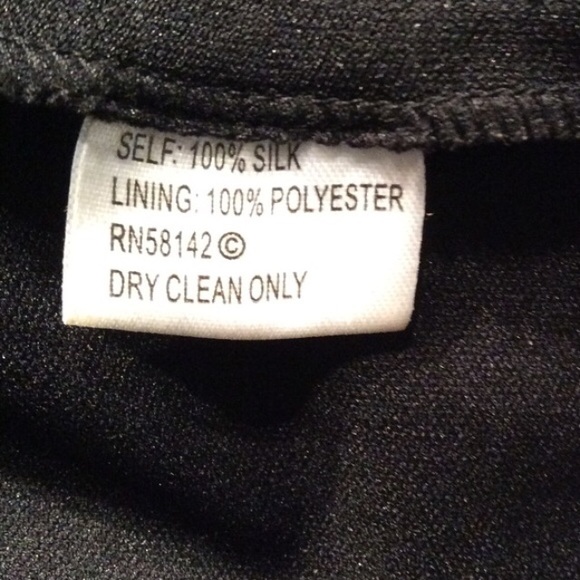 SELF: 100% SILK
LINING: 100% POLYESTER
RN58142 ©
DRY CLEAN ONLY